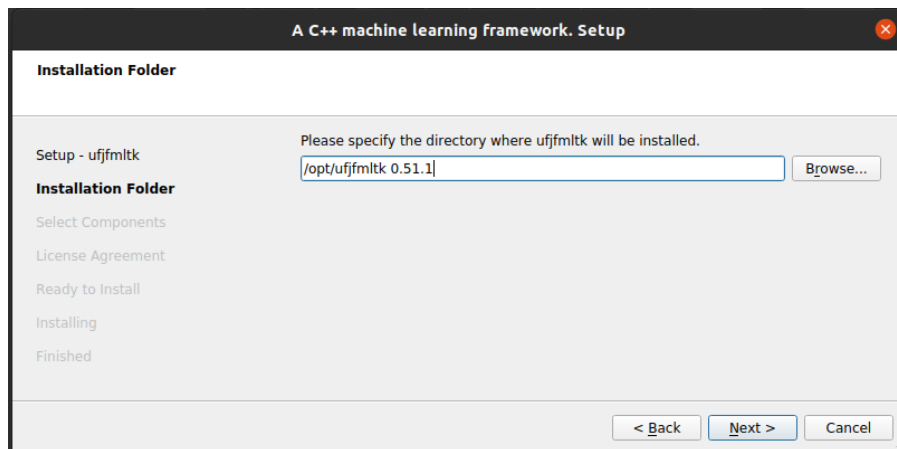 A C++ machine learning framework. Setup
Installation Folder
Please specify the directory where ufjfmltk will be installed.
/opt/ufjfmltk 0.51.1
Browse...
Setup - ufjfmltk
Installation Folder
Select Components
License Agreement
Ready to Install
Installing
Finished
< Back
Next >
Cancel